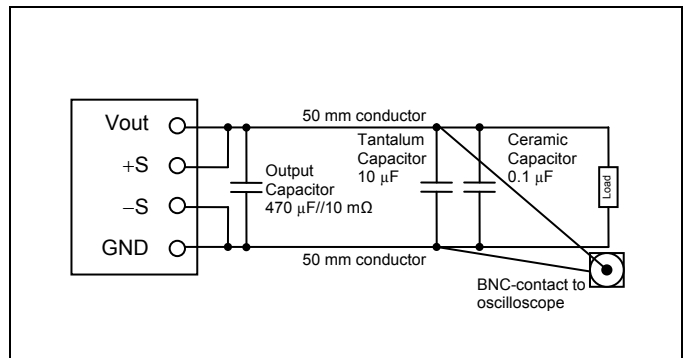 Vout
+S
−S
GND
50 mm conductor
Output
Capacitor
470 µF//10 mΩ
Tantalum
Capacitor
10 µF
Ceramic
Capacitor
0.1 µF
Load
50 mm conductor
BNC-contact to
oscilloscope